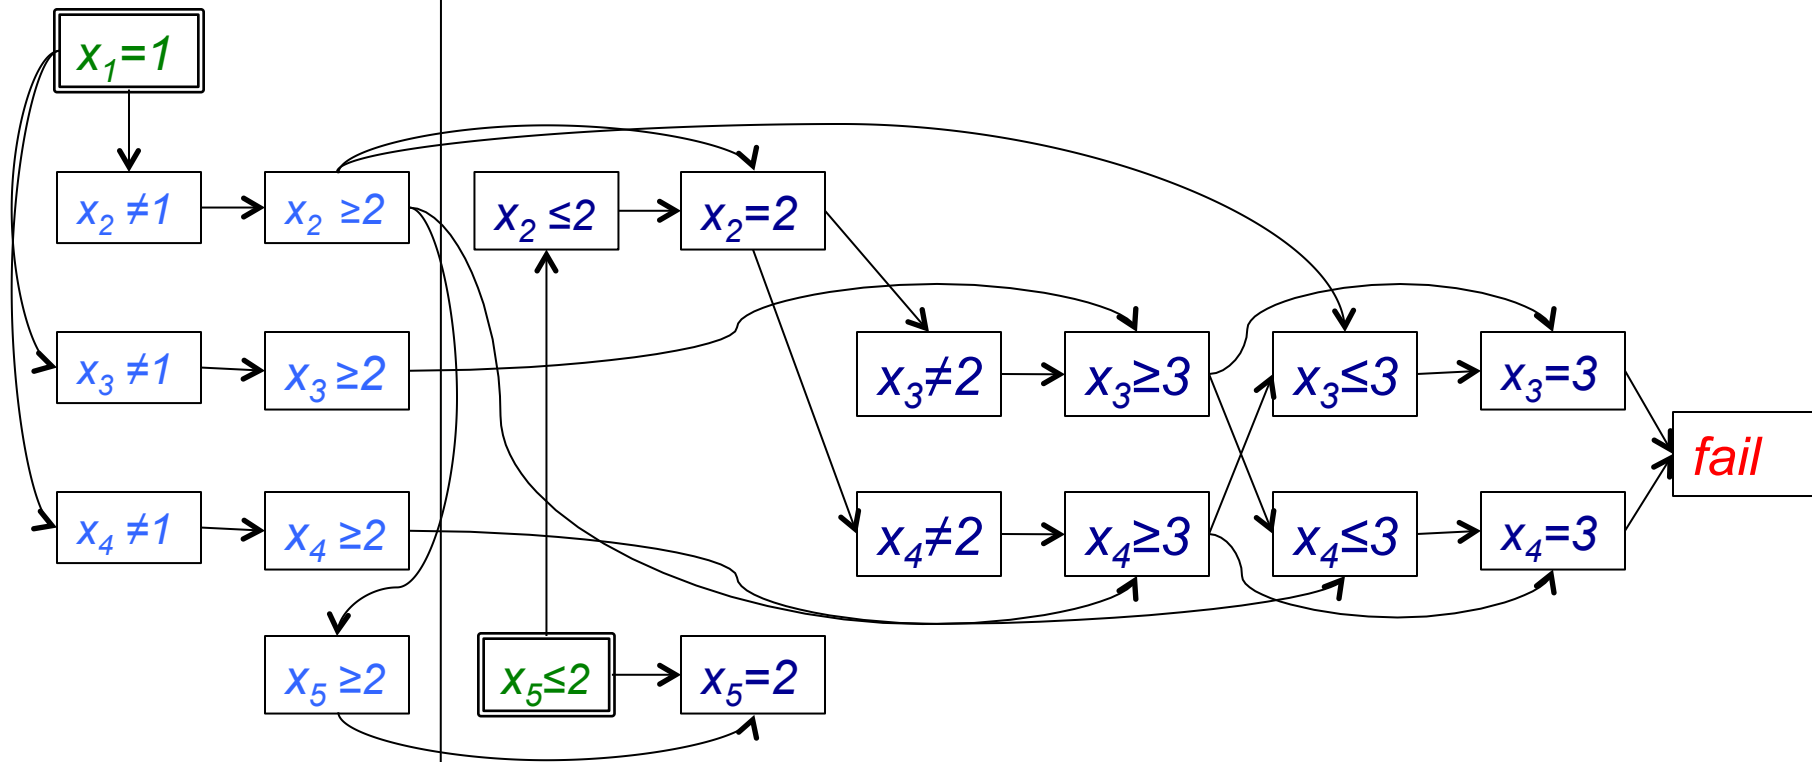 x₁=1
x₂ ≠1
x₂ ≥2
x₂ ≤2
x₂=2
x₃ ≠1
x₃ ≥2
x₃≠2
x₃≥3
x₃≤3
x₃=3
fail
x₄ ≠1
x₄ ≥2
x₄≠2
x₄≥3
x₄≤3
x₄=3
x₅ ≥2
x₅≤2
x₅=2